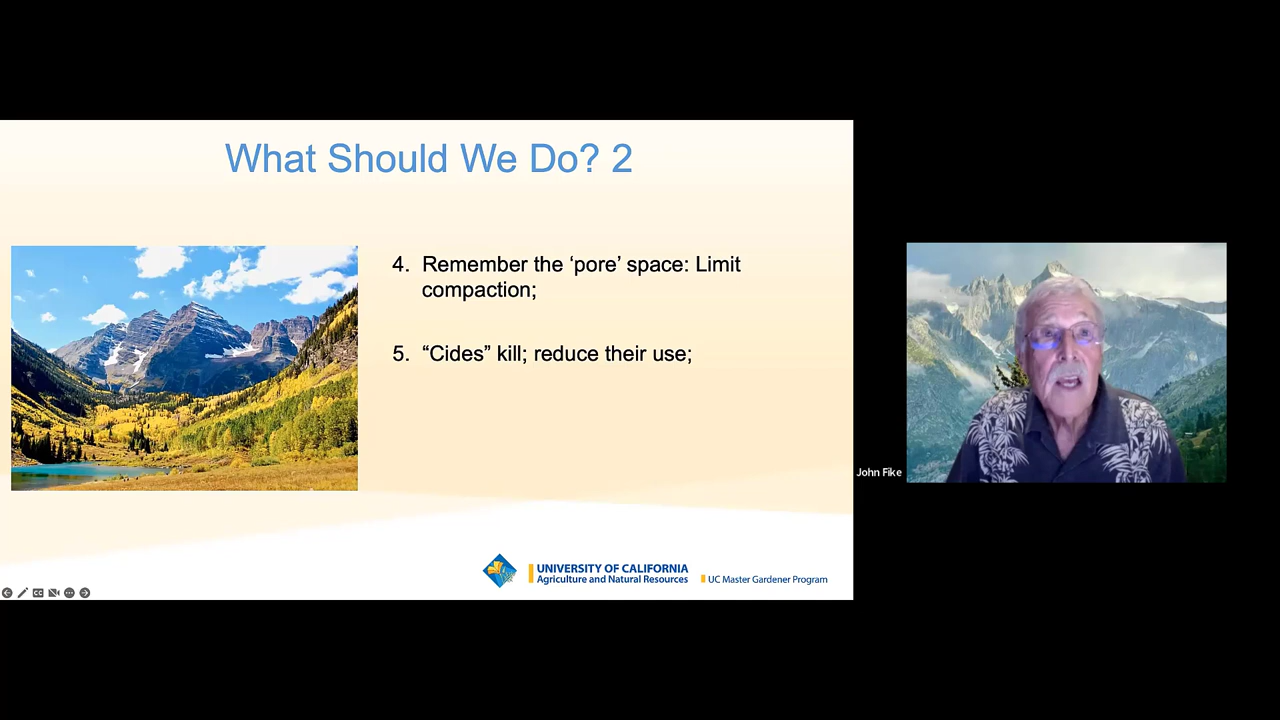 What Should We Do? 2
4. Remember the ‘pore’ space: Limit
compaction;
5. “Cides” kill; reduce their use;
UNIVERSITY OF CALIFORNIA
Agriculture and Natural Resources
UC Master Gardener Program
John Fike
CC